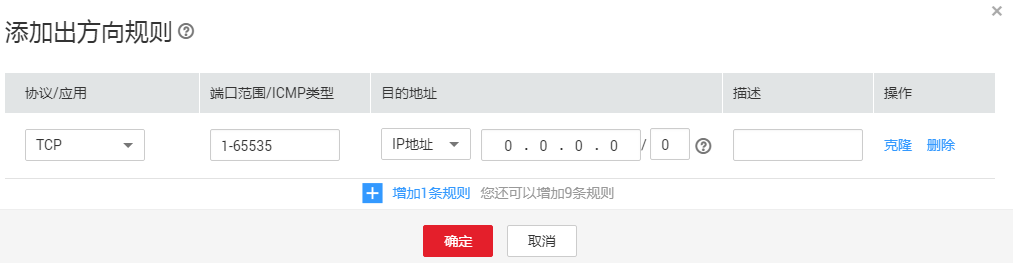 添加出方向规则
协议/应用 端口范围/ICMP类型 目的地址 描述 操作
TCP 1-65535 IP地址 0 . 0 . 0 . 0 / 0 克隆 删除
增加1条规则 您还可以增加9条规则
确定 取消